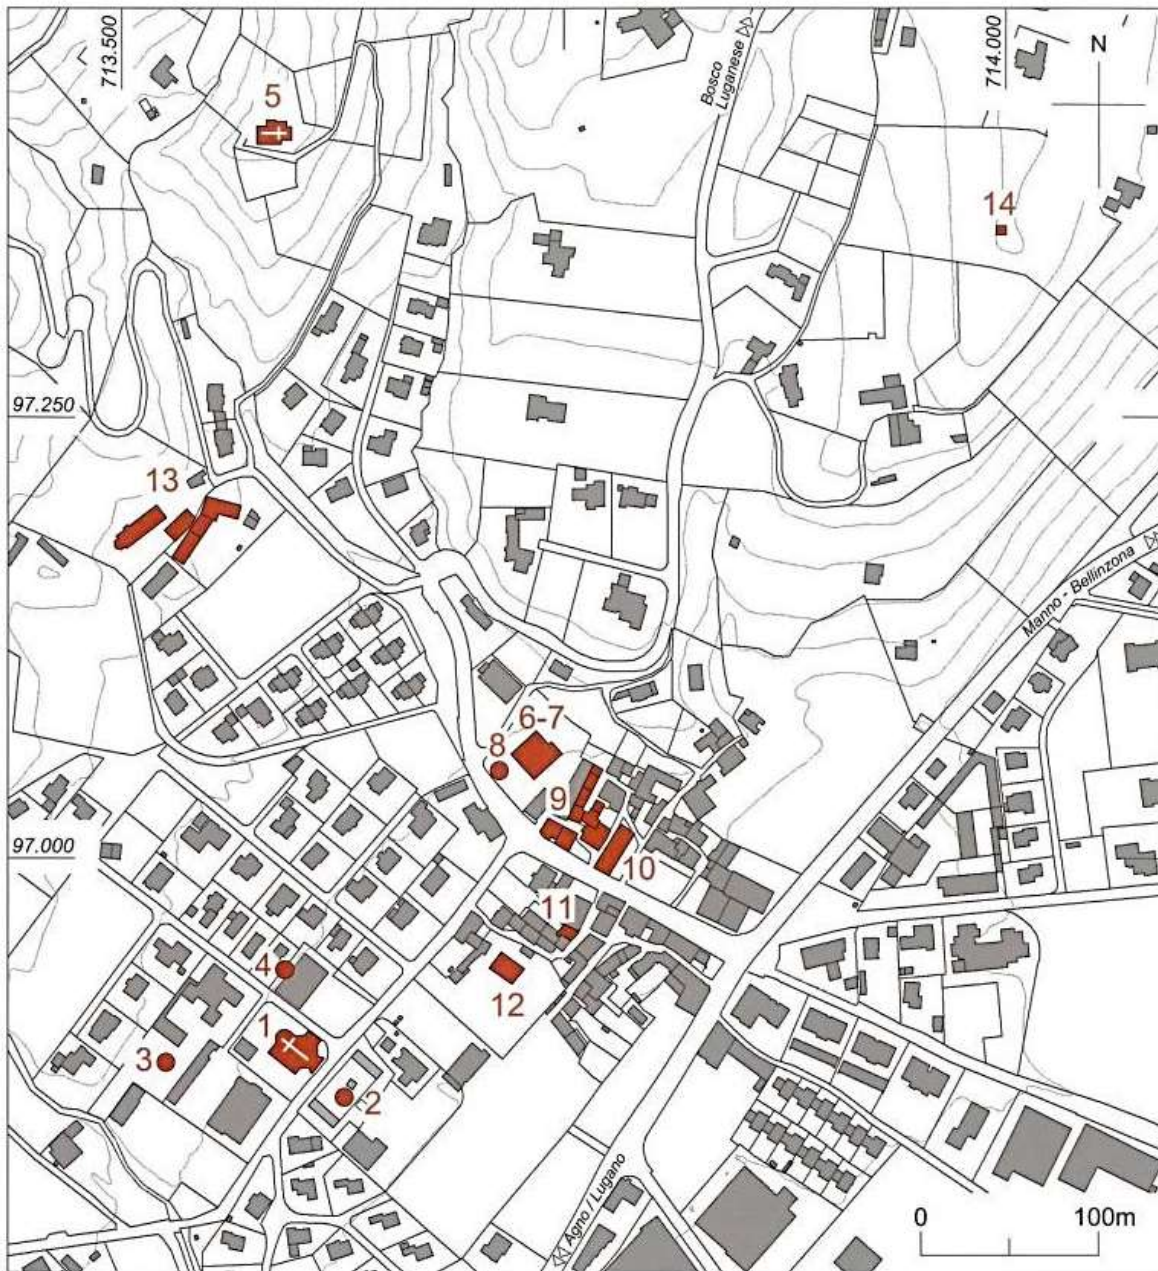 713.500
714.000
N
Bosco
Luganese
5
14
97.250
13
Manno - Bellinzona
6-7
8
9
97.000
10
11
4
12
1
3
2
Agno / Lugano
0 100m